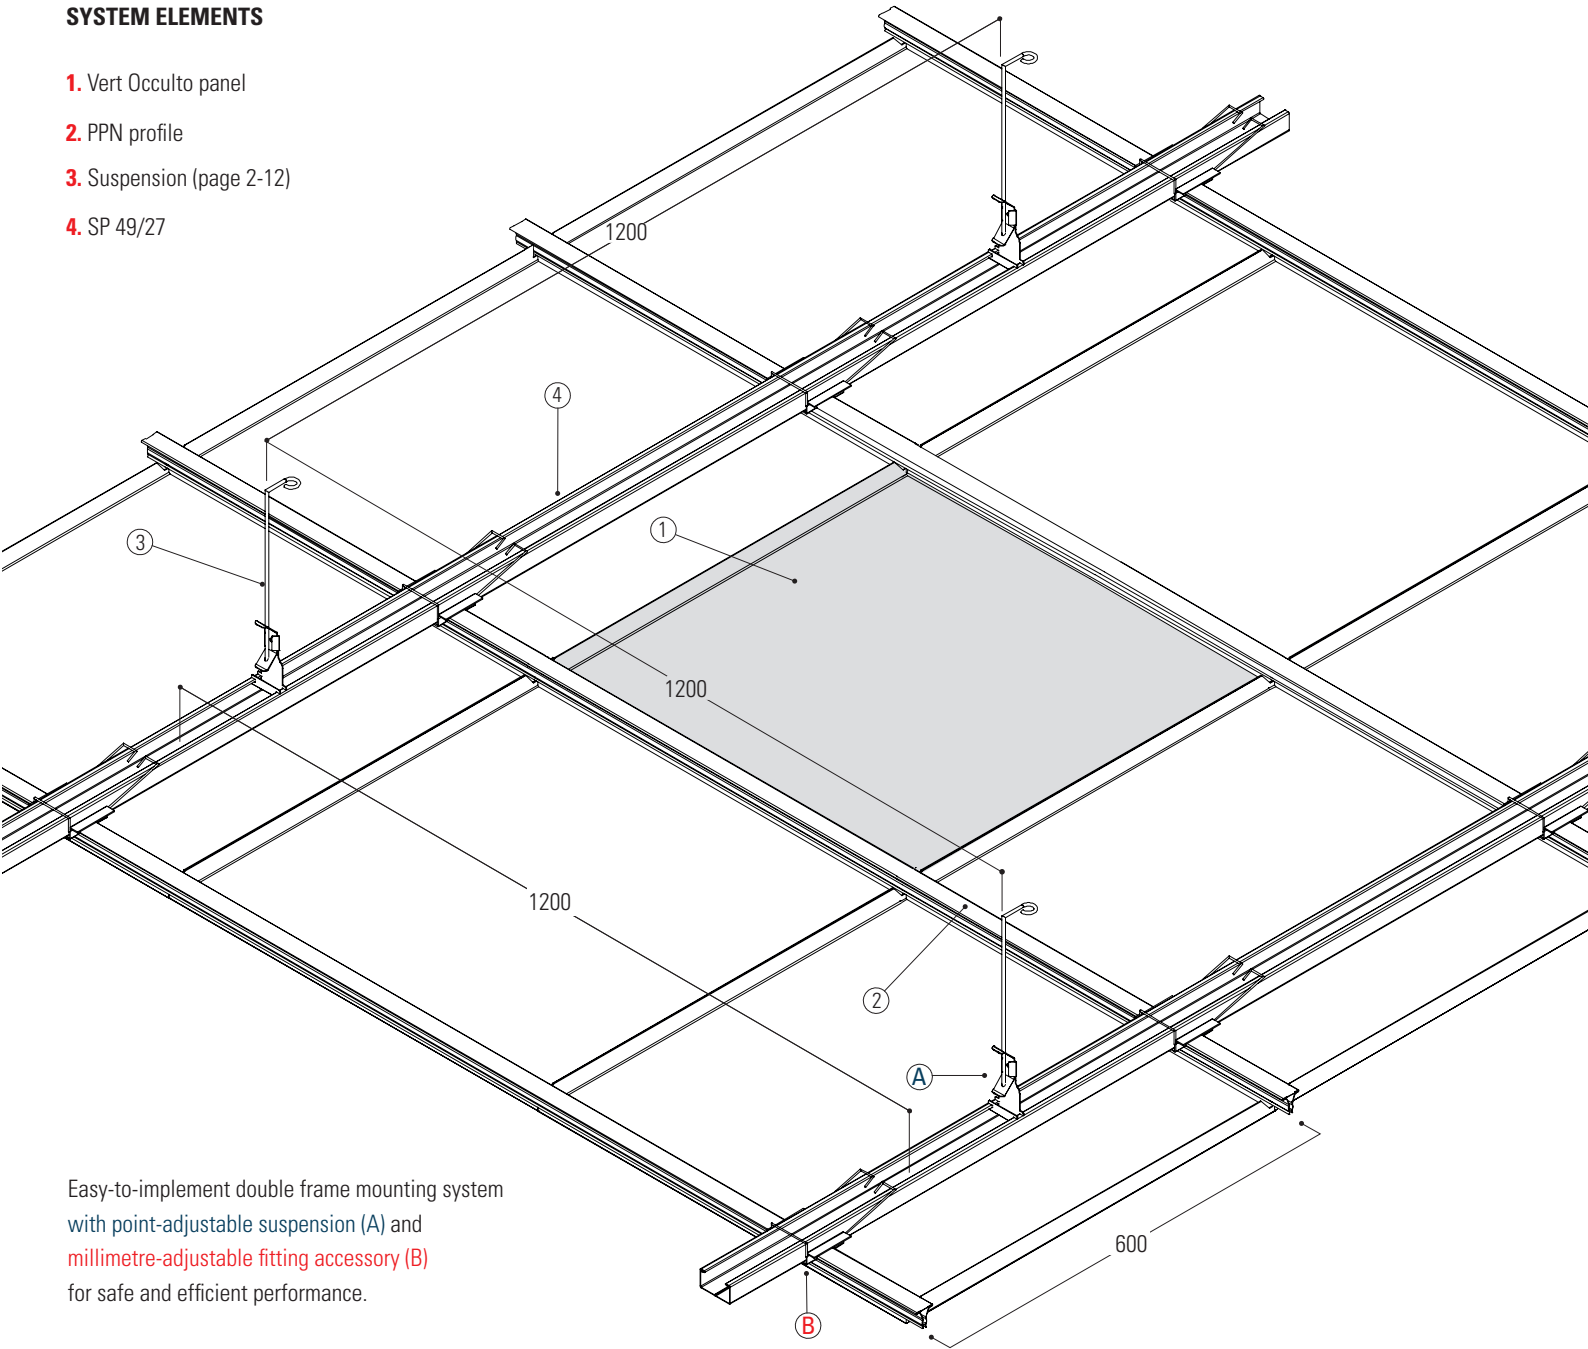 SYSTEM ELEMENTS
1. Vert Occulto panel
2. PPN profile
3. Suspension (page 2-12)
4. SP 49/27
1200
4
1
3
1200
1200
2
A
600
B
Easy-to-implement double frame mounting system
with point-adjustable suspension (A) and
millimetre-adjustable fitting accessory (B)
for safe and efficient performance.